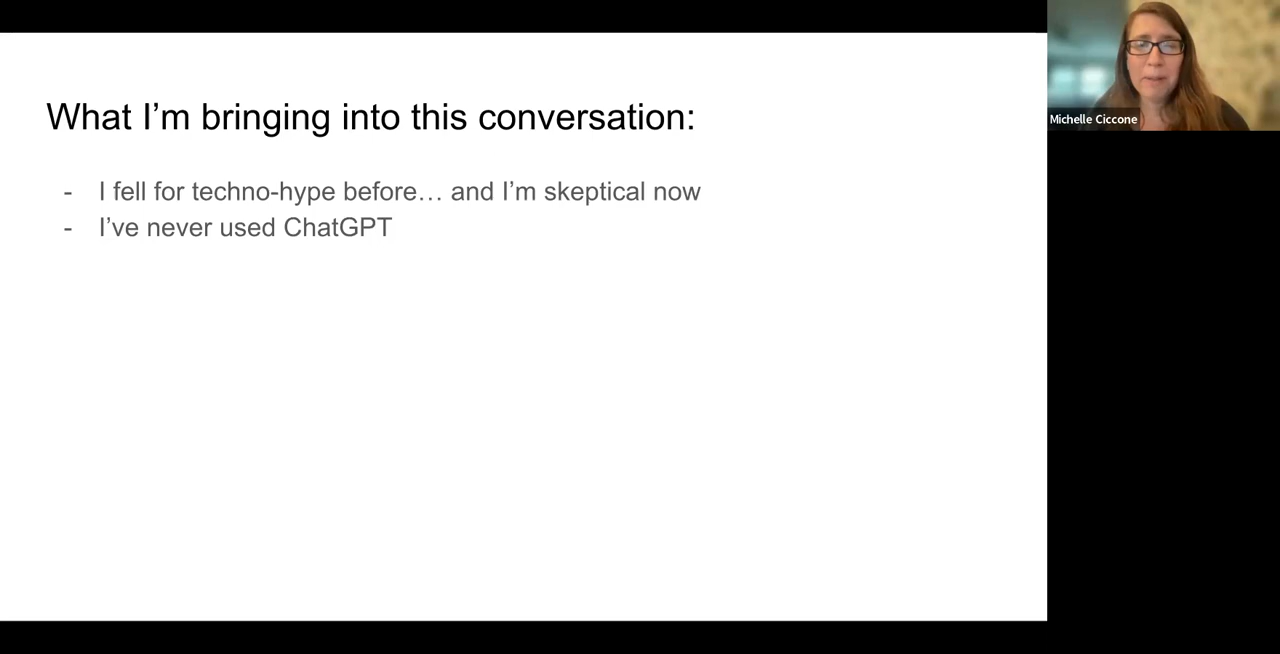 What I’m bringing into this conversation:
- I fell for techno-hype before… and I’m skeptical now
- I’ve never used ChatGPT
Michelle Ciccone